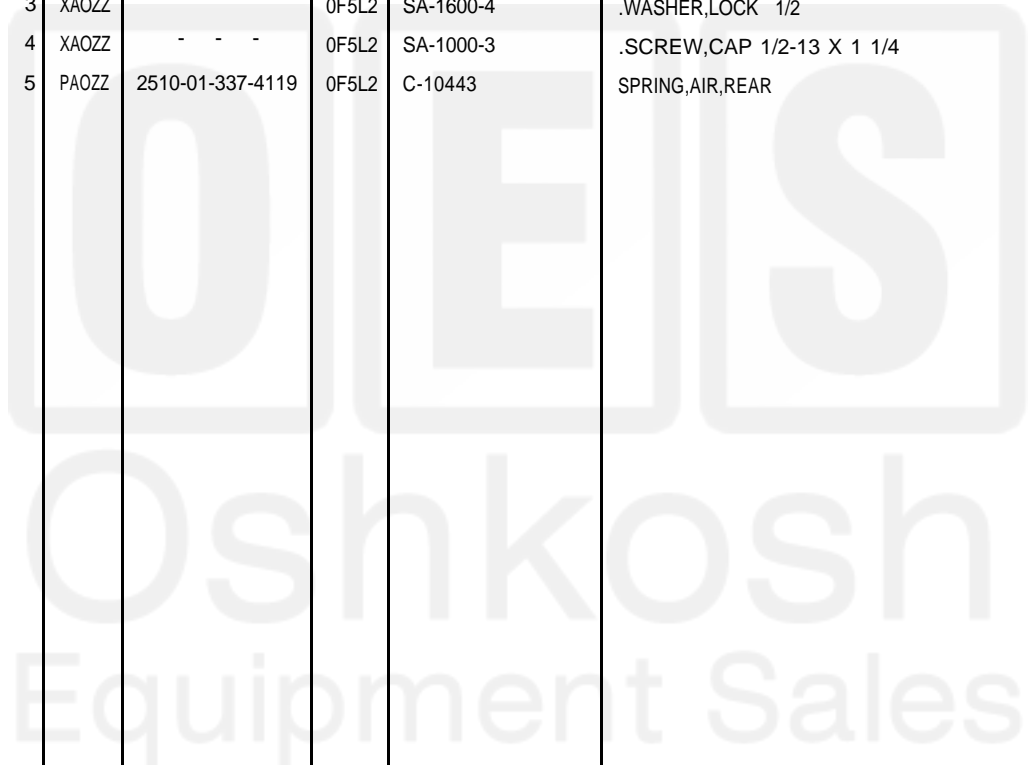 3 XAOZZ 0F5L2 SA-1600-4 .WASHER,LOCK 1/2
4 XAOZZ - - - 0F5L2 SA-1000-3 .SCREW,CAP 1/2-13 X 1 1/4
5 PAOZZ 2510-01-337-4119 0F5L2 C-10443 SPRING,AIR,REAR
OES
Oshkosh
Equipment Sales